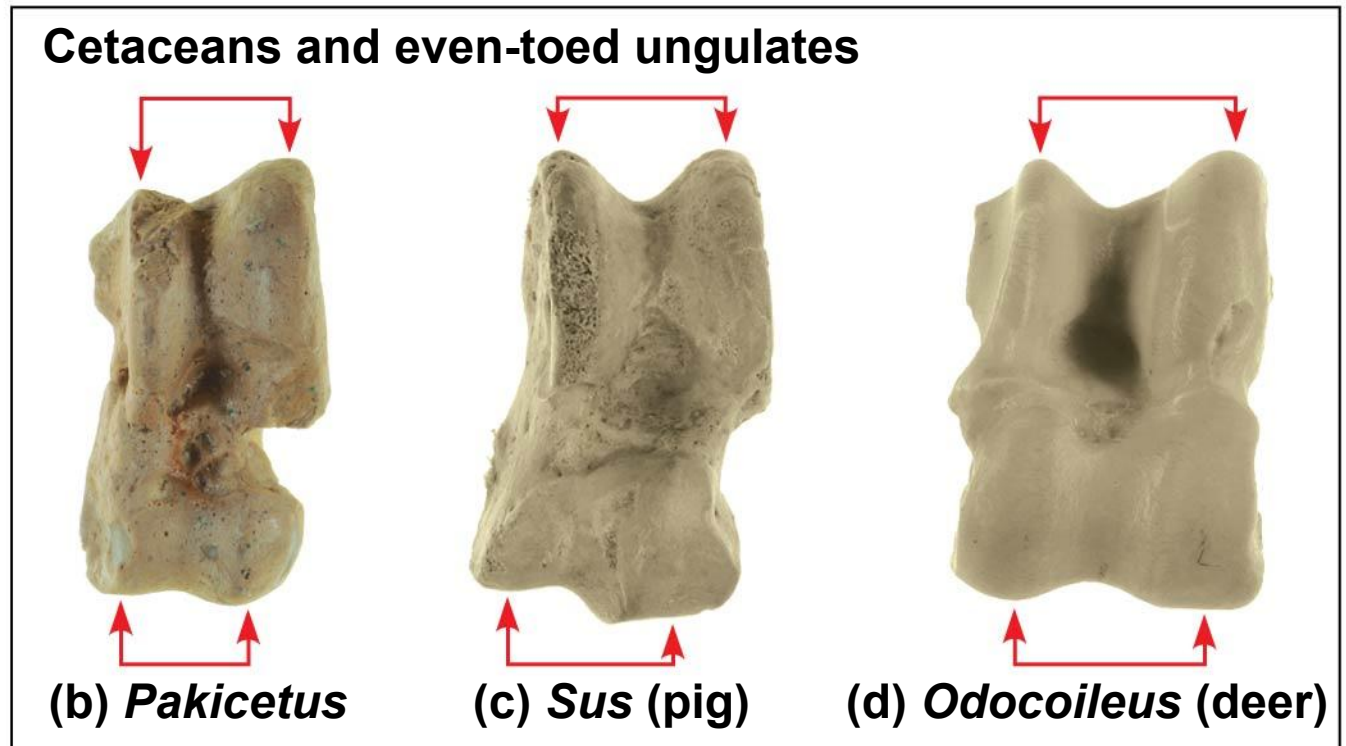 Cetaceans and even-toed ungulates
(b) Pakicetus
(c) Sus (pig)
(d) Odocoileus (deer)